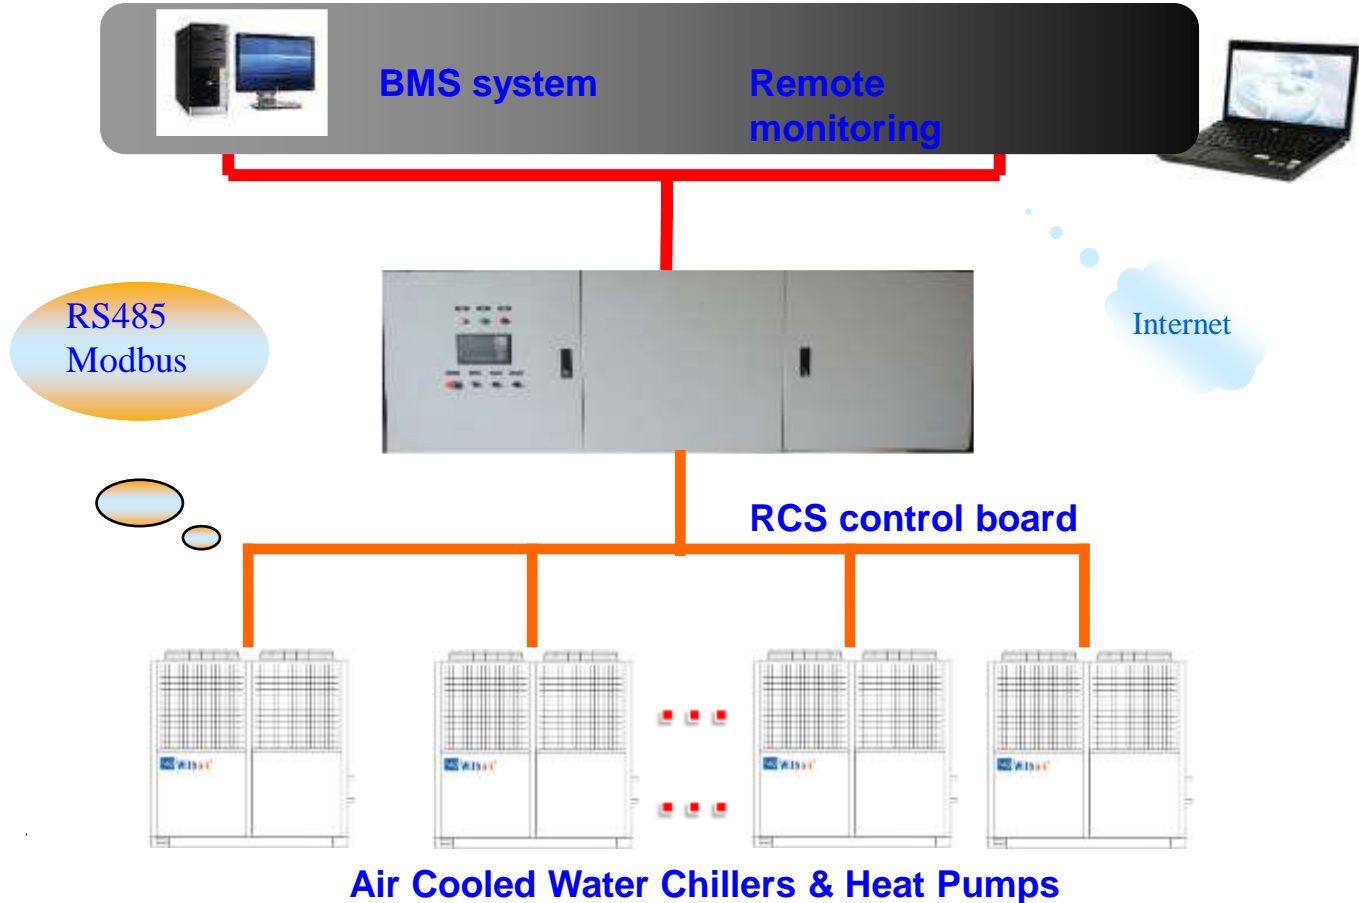 BMS system
Remote
monitoring
RS485
Modbus
Internet
RCS control board
Air Cooled Water Chillers & Heat Pumps